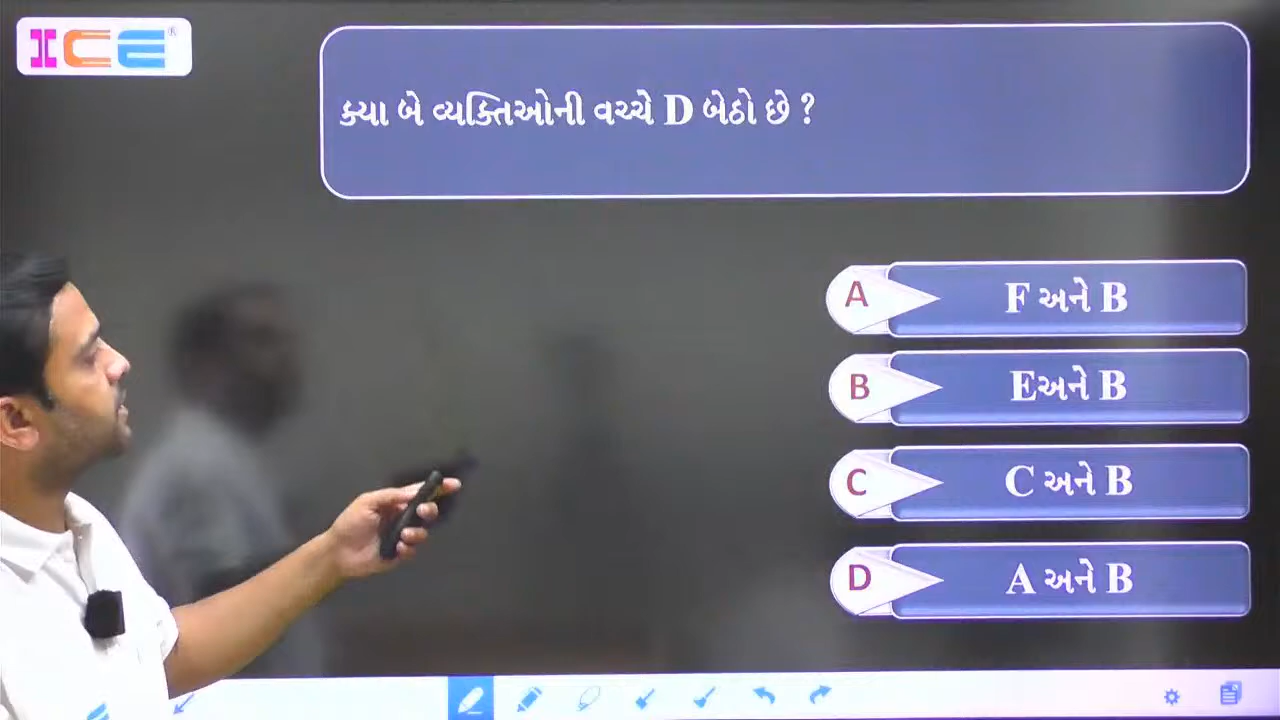 ICE®
ક્યા બે વ્યક્તિઓની વચ્ચે D બેઠો છે ?
A F અને B
B Eઅને B
C C અને B
D A અને B